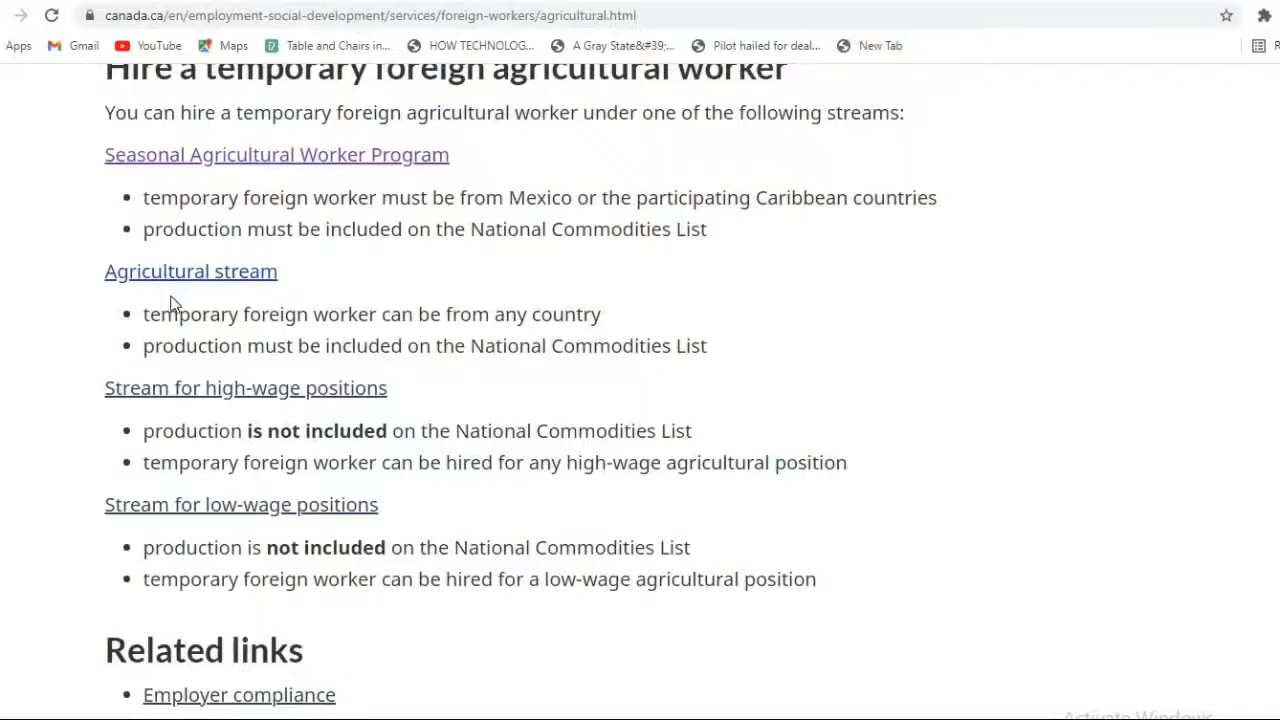 canada.ca/en/employment-social-development/services/foreign-workers/agricultural.html
Apps Gmail YouTube Maps Table and Chairs in... HOW TECHNOLOG... A Gray State&#39;... Pilot hailed for deal... New Tab R
Hire a temporary foreign agricultural worker
You can hire a temporary foreign agricultural worker under one of the following streams:
Seasonal Agricultural Worker Program
• temporary foreign worker must be from Mexico or the participating Caribbean countries
• production must be included on the National Commodities List
Agricultural stream
• temporary foreign worker can be from any country
• production must be included on the National Commodities List
Stream for high-wage positions
• production is not included on the National Commodities List
• temporary foreign worker can be hired for any high-wage agricultural position
Stream for low-wage positions
• production is not included on the National Commodities List
• temporary foreign worker can be hired for a low-wage agricultural position
Related links
• Employer compliance
Activate Windows